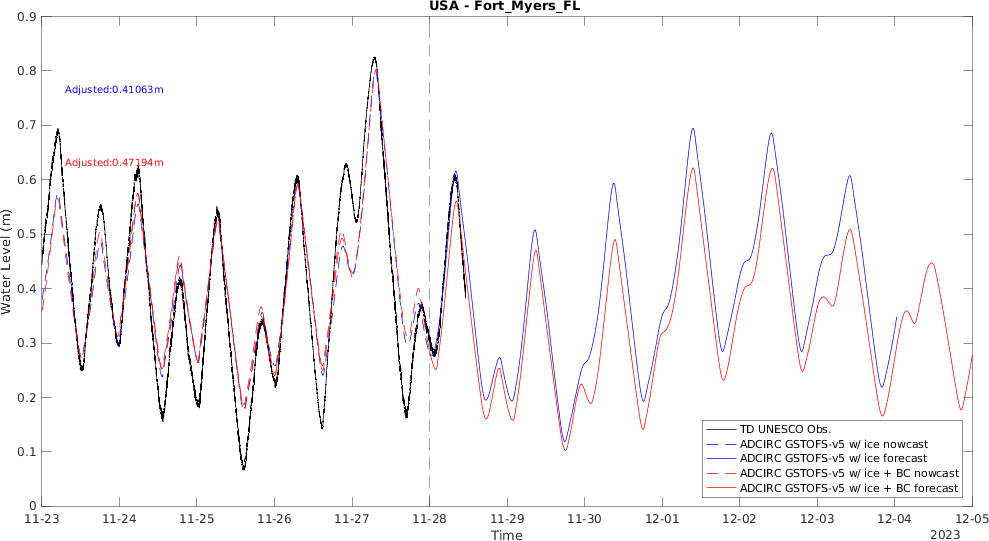 USA - Fort_Myers_FL
0.9
0.8
Adjusted:0.41063m
0.7
Adjusted:0.47194m
0.6
0.5
Water Level (m)
0.4
0.3
0.2
0.1
0
TD UNESCO Obs.
ADCIRC GSTOFS-v5 w/ ice nowcast
ADCIRC GSTOFS-v5 w/ ice forecast
ADCIRC GSTOFS-v5 w/ ice + BC nowcast
ADCIRC GSTOFS-v5 w/ ice + BC forecast
11-23 11-24 11-25 11-26 11-27 11-28 11-29 11-30 12-01 12-02 12-03 12-04 12-05
Time
2023